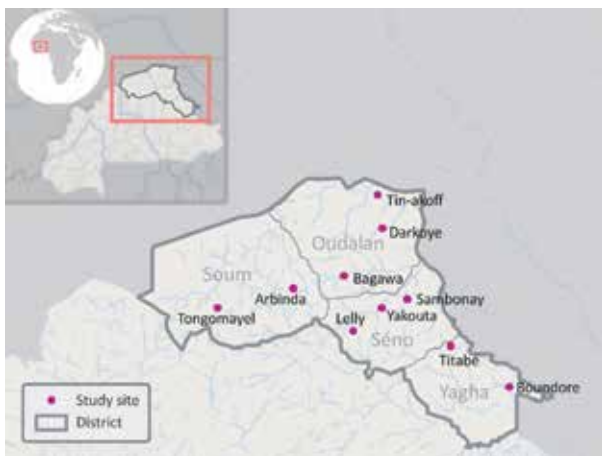 Tin-akoff
Darkoye
Oudalan
Bagawa
Soum
Arbinda
Sambonay
Tongomayel
Yakouta
Lelly
Séno
Titabé
Yagha
Boundore
Study site
District